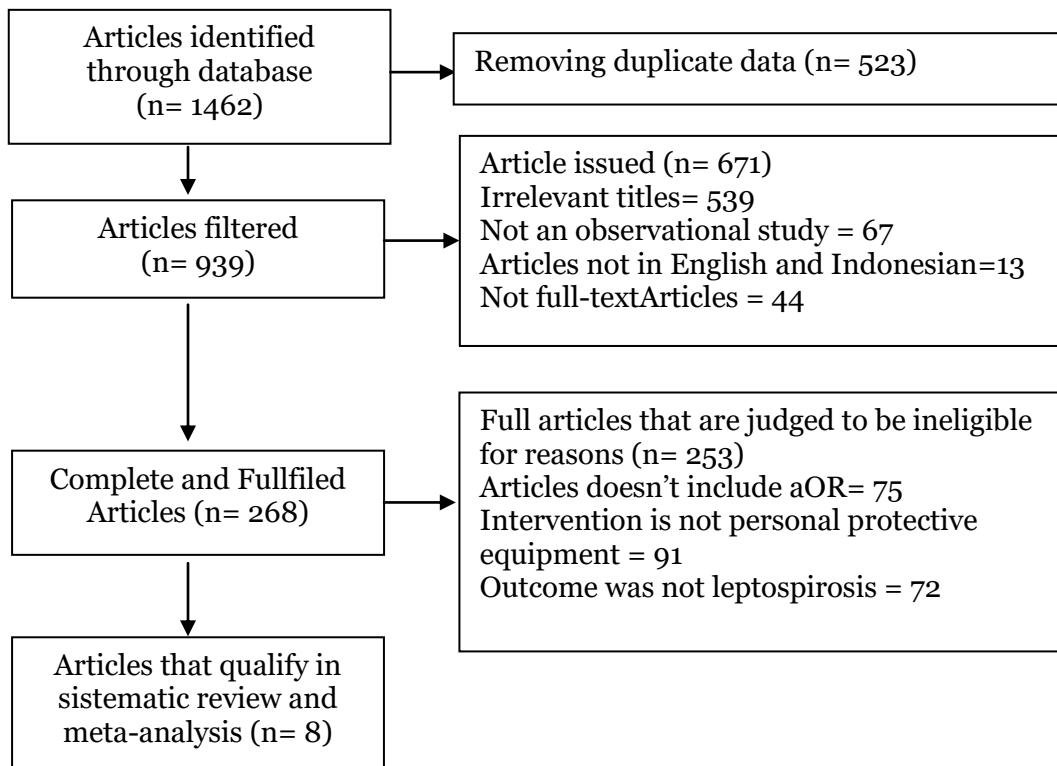 Articles identified
through database
(n= 1462)
Removing duplicate data (n= 523)
Articles filtered
(n= 939)
Article issued (n= 671)
Irrelevant titles= 539
Not an observational study = 67
Articles not in English and Indonesian=13
Not full-textArticles = 44
Complete and Fullfiled
Articles (n= 268)
Full articles that are judged to be ineligible
for reasons (n= 253)
Articles doesn't include aOR= 75
Intervention is not personal protective
equipment = 91
Outcome was not leptospirosis = 72
Articles that qualify in
sistematic review and
meta-analysis (n= 8)